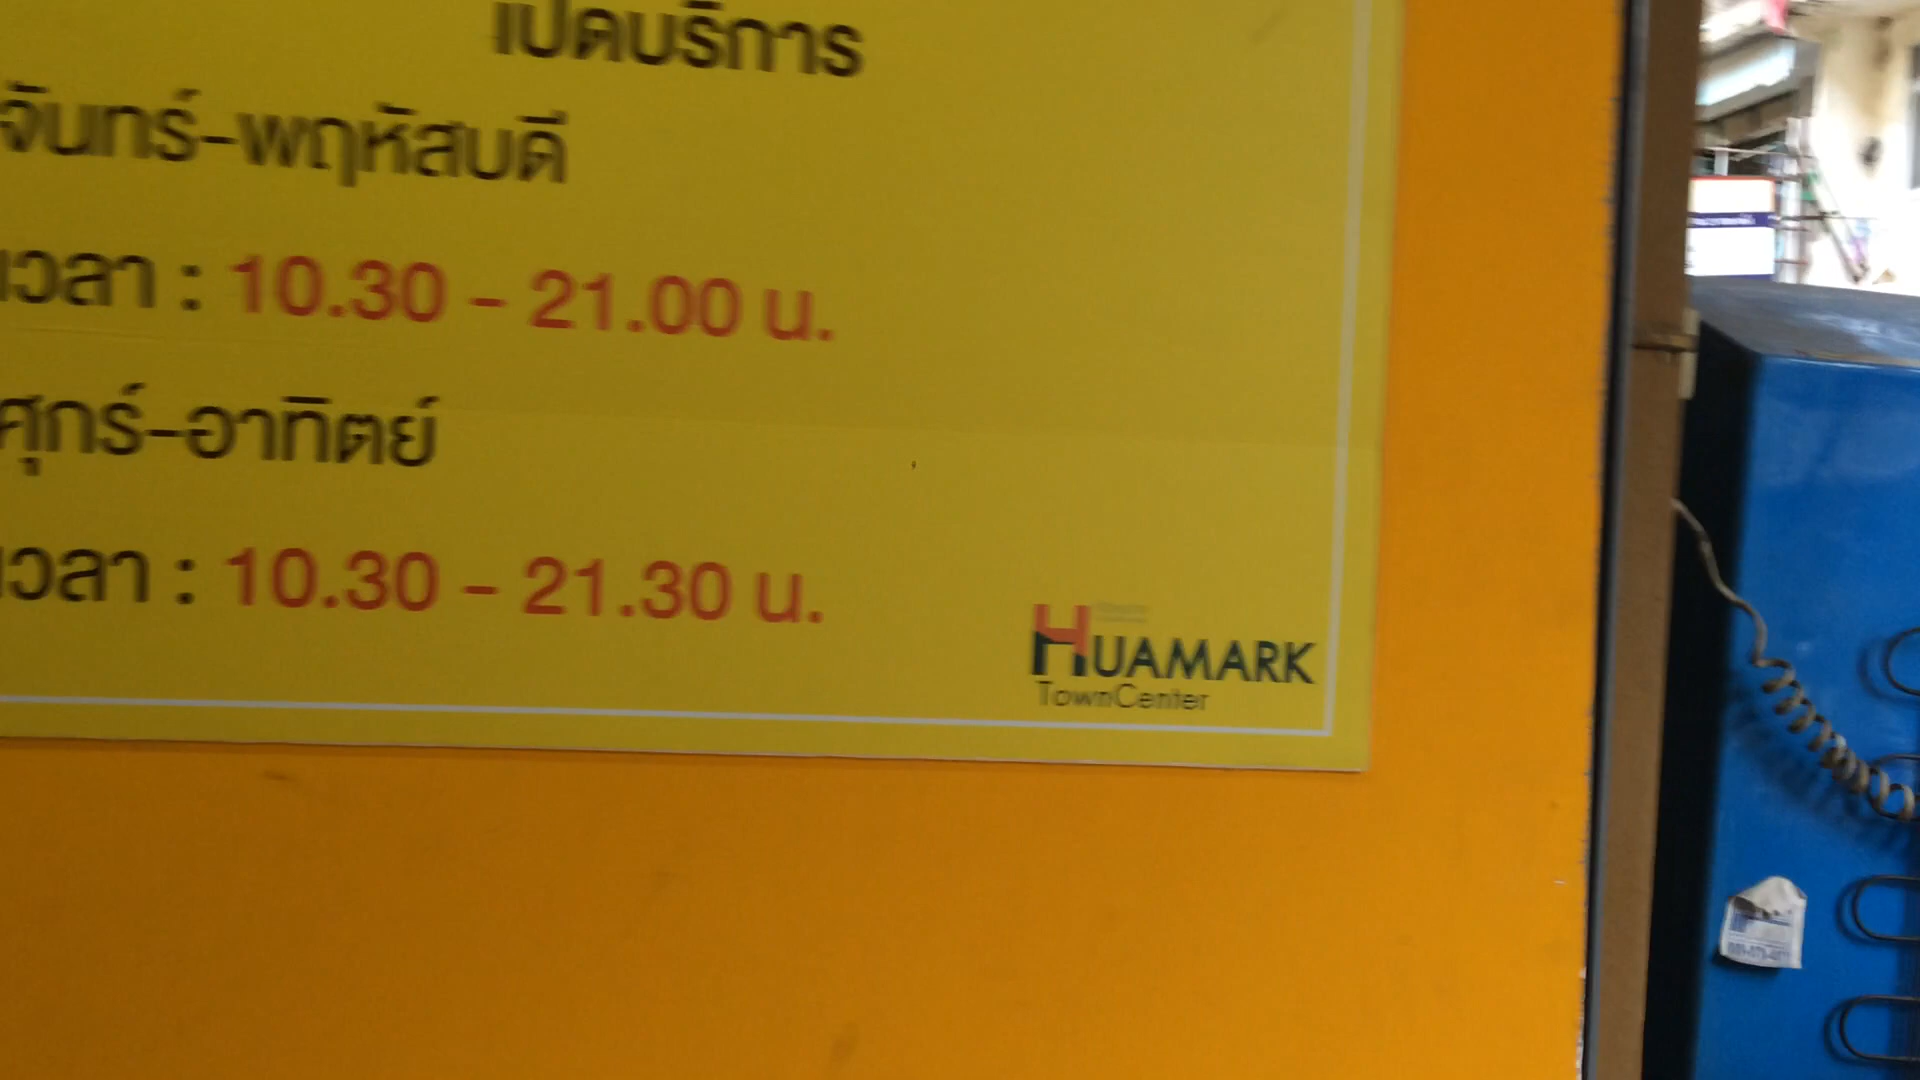 เปิดบริการ
จันทร์-พฤหัสบดี
เวลา : 10.30 - 21.00 น.
ศุกร์-อาทิตย์
เวลา : 10.30 - 21.30 น.
HUAMARK
TownCenter